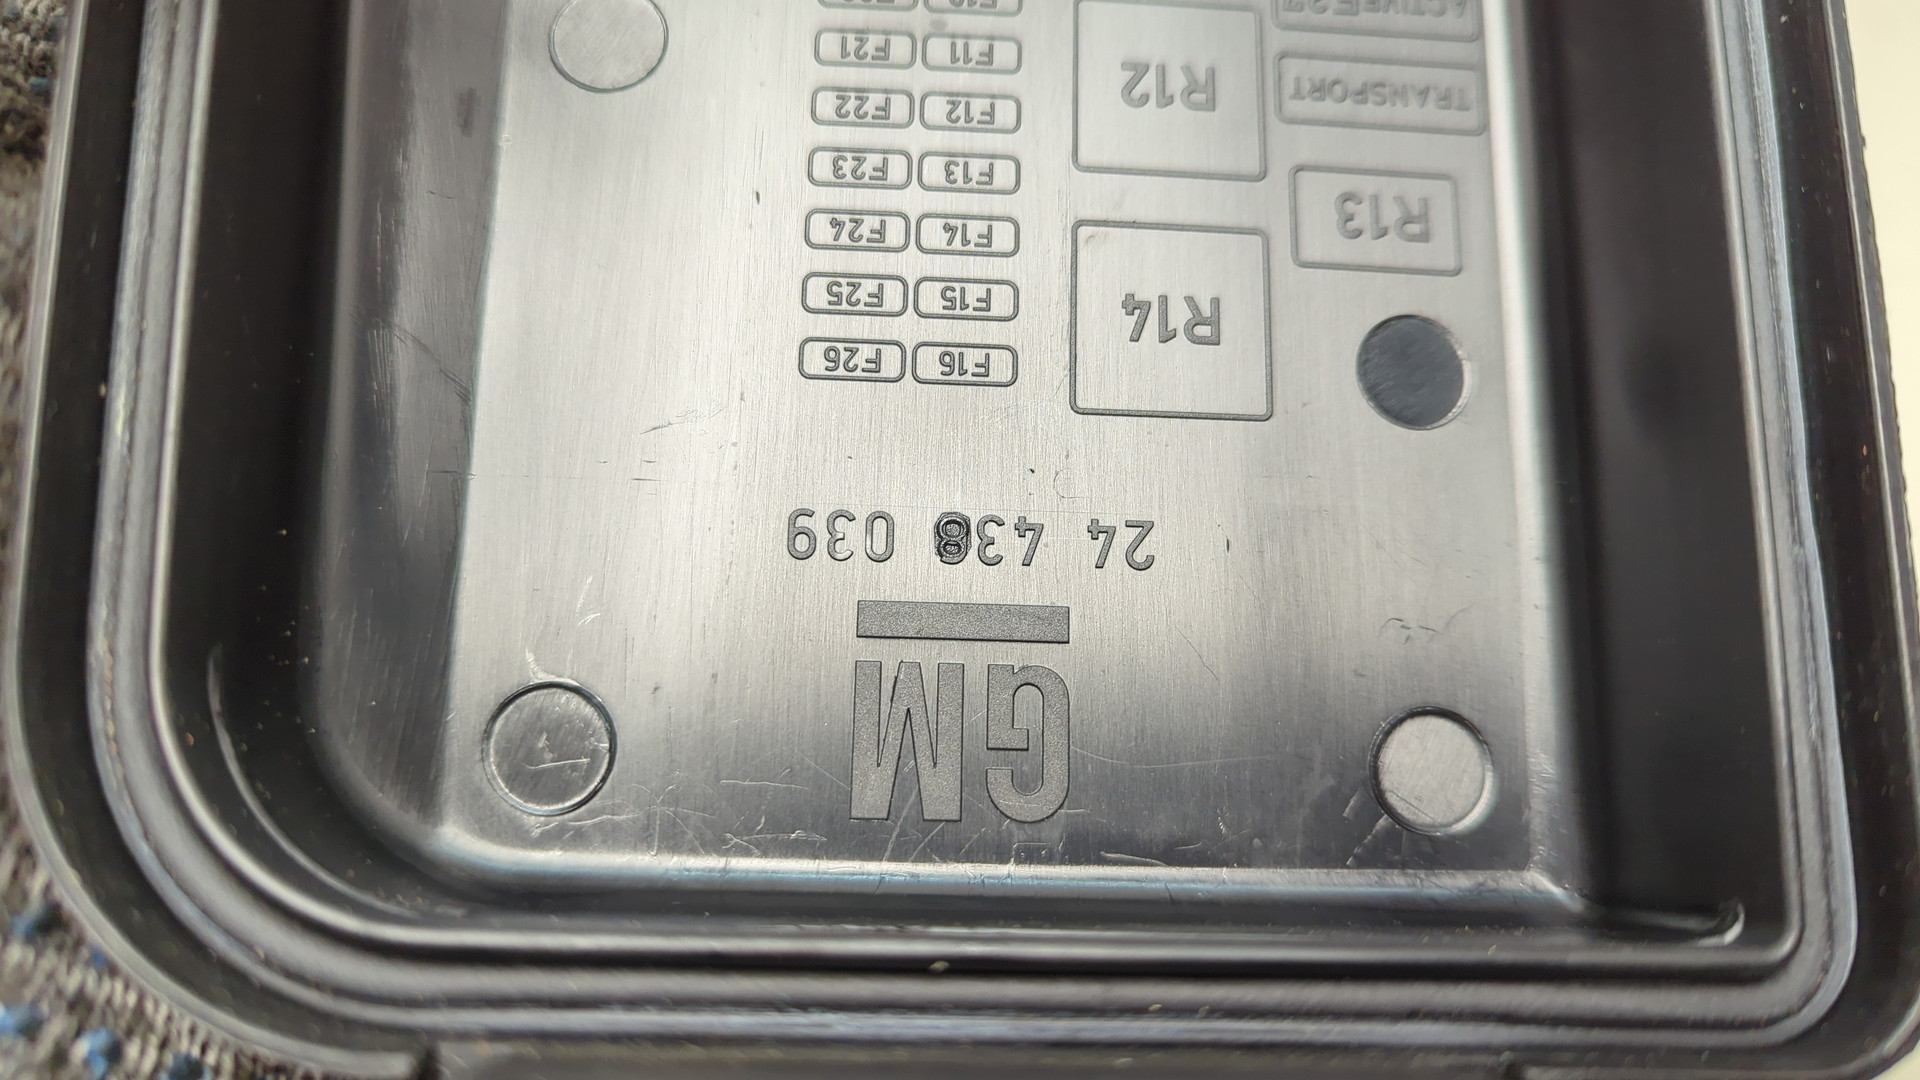 GM
24 438 039
F16 F26
R14 F15 F25
R13 F14 F24
F13 F23
F12 F22
TRANSPORT R12
F11 F21